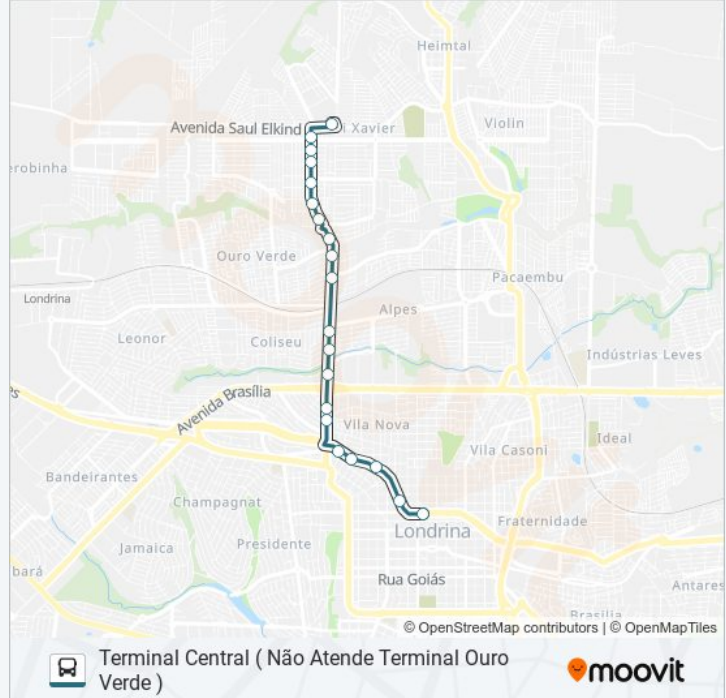 Heimtal
Avenida Saul Elkind
i Xavier
Violin
erobinha
Ouro Verde
Pacaembu
Londrina
Alpes
Leonor
Coliseu
Indústrias Leves
Avenida Brasília
Vila Nova
Ideal
Vila Casoni
Bandeirantes
Champagnat
Londrina
Fraternidade
Jamaica
Presidente
bará
Rua Goiás
Antares
Brasilia
© OpenStreetMap contributors | © OpenMapTiles
Terminal Central ( Não Atende Terminal Ouro
Verde )
moovit